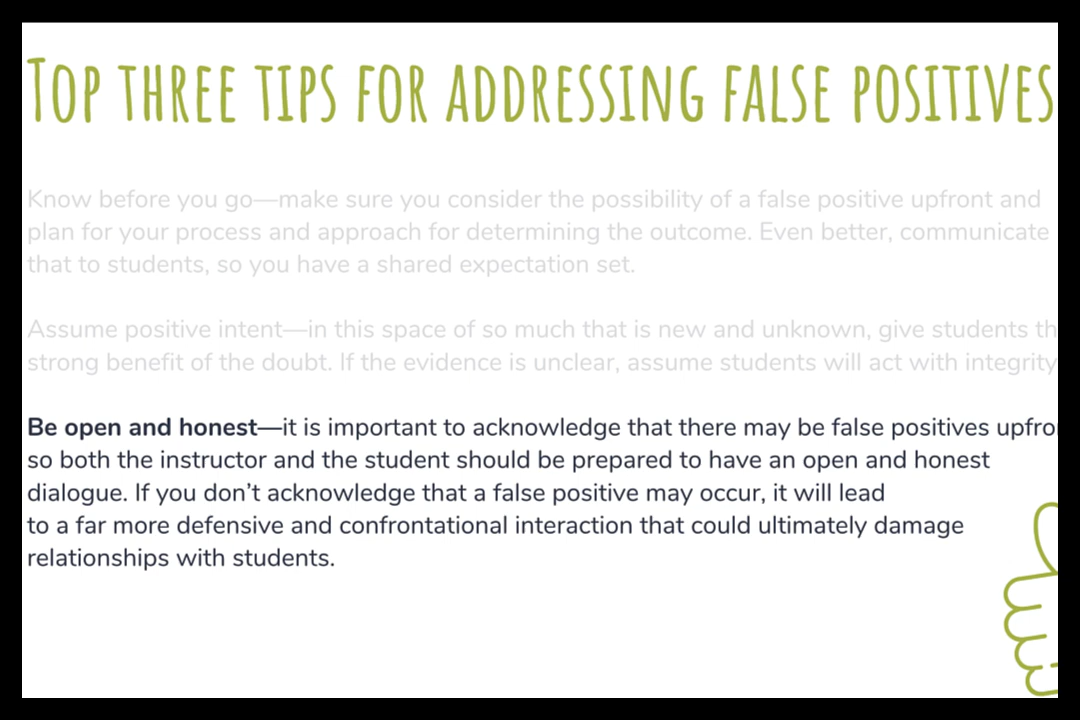 Top three tips for addressing false positives
Know before you go—make sure you consider the possibility of a false positive upfront and
plan for your process and approach for determining the outcome. Even better, communicate
that to students, so you have a shared expectation set.
Assume positive intent—in this space of so much that is new and unknown, give students th
strong benefit of the doubt. If the evidence is unclear, assume students will act with integrity
Be open and honest—it is important to acknowledge that there may be false positives upfro
so both the instructor and the student should be prepared to have an open and honest
dialogue. If you don’t acknowledge that a false positive may occur, it will lead
to a far more defensive and confrontational interaction that could ultimately damage
relationships with students.